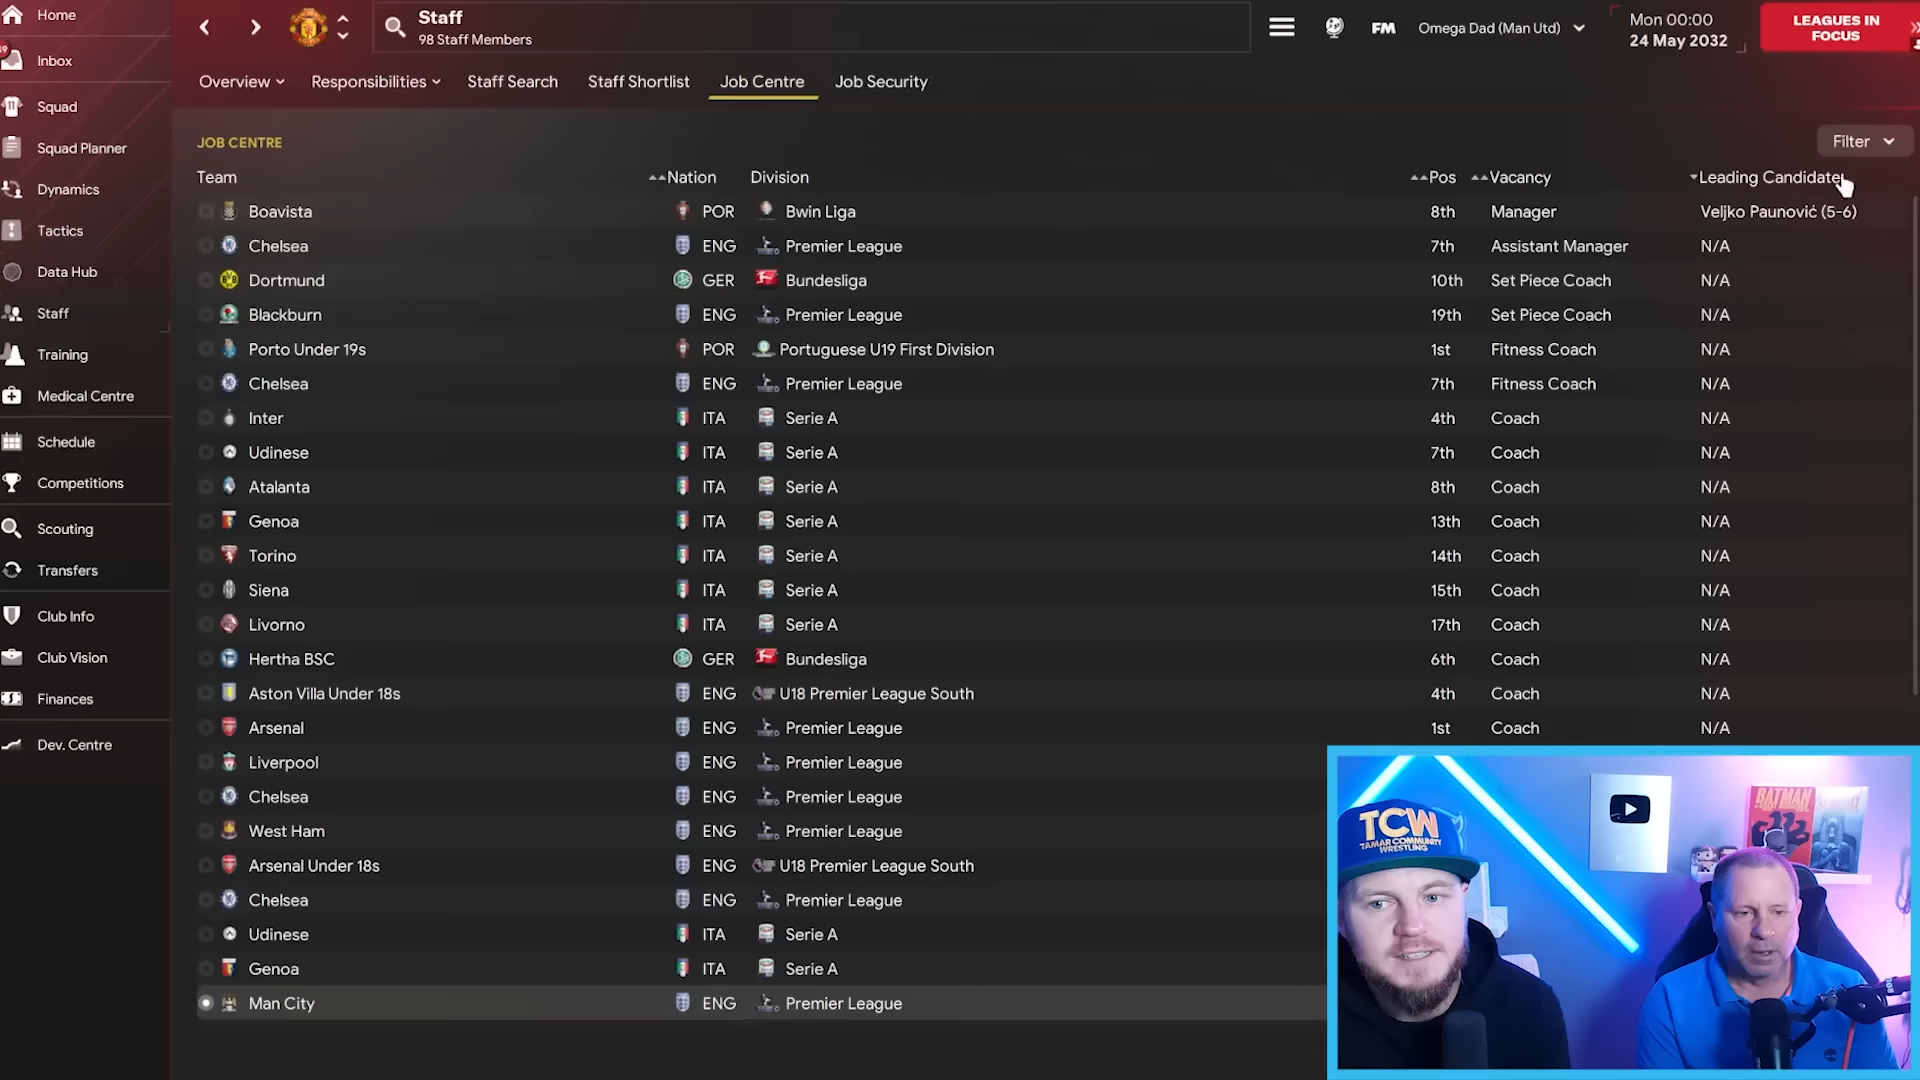 Home
Inbox
Squad
Squad Planner
Dynamics
Tactics
Data Hub
Staff
Training
Medical Centre
Schedule
Competitions
Scouting
Transfers
Club Info
Club Vision
Finances
Dev. Centre
Staff
98 Staff Members
FM
Omega Dad (Man Utd)
Mon 00:00
24 May 2032
LEAGUES IN
FOCUS
Overview Responsibilities Staff Search Staff Shortlist Job Centre Job Security
JOB CENTRE
Filter
Team Nation Division Pos Vacancy Leading Candidate
Boavista POR Bwin Liga 8th Manager Veljko Paunović (5-6)
Chelsea ENG Premier League 7th Assistant Manager N/A
Dortmund GER Bundesliga 10th Set Piece Coach N/A
Blackburn ENG Premier League 19th Set Piece Coach N/A
Porto Under 19s POR Portuguese U19 First Division 1st Fitness Coach N/A
Chelsea ENG Premier League 7th Fitness Coach N/A
Inter ITA Serie A 4th Coach N/A
Udinese ITA Serie A 7th Coach N/A
Atalanta ITA Serie A 8th Coach N/A
Genoa ITA Serie A 13th Coach N/A
Torino ITA Serie A 14th Coach N/A
Siena ITA Serie A 15th Coach N/A
Livorno ITA Serie A 17th Coach N/A
Hertha BSC GER Bundesliga 6th Coach N/A
Aston Villa Under 18s ENG U18 Premier League South 4th Coach N/A
Arsenal ENG Premier League 1st Coach N/A
Liverpool ENG Premier League
Chelsea ENG Premier League
West Ham ENG Premier League
Arsenal Under 18s ENG U18 Premier League South
Chelsea ENG Premier League
Udinese ITA Serie A
Genoa ITA Serie A
Man City ENG Premier League
TCW
TAMAR COMMUNITY
WRESTLING
BATMAN